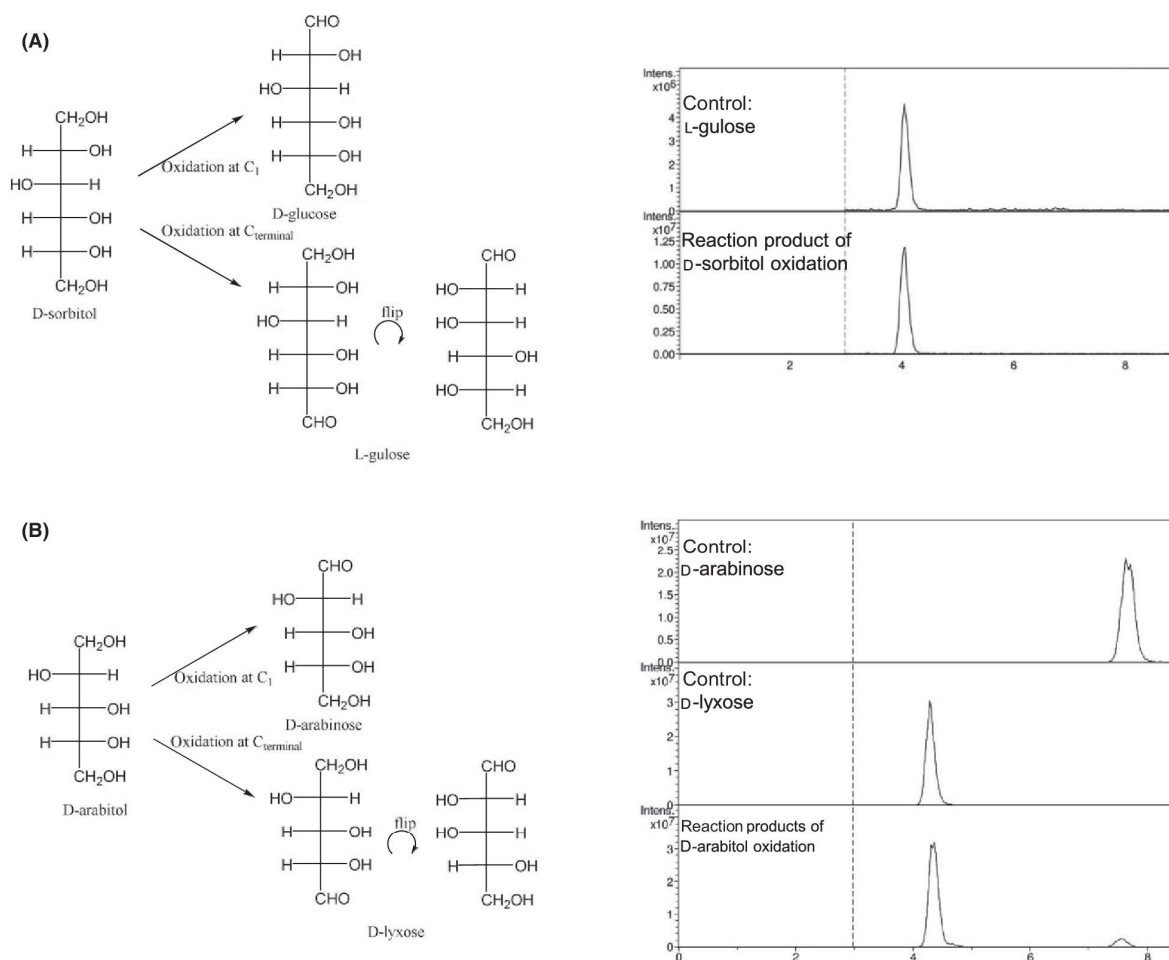 (A)
CHO
H OH
HO H
H OH
H OH
CH2OH
D-glucose
CH2OH
H OH
HO H
H OH
H OH
CH2OH
D-sorbitol
Oxidation at C1
Oxidation at Cterminal
CH2OH
H OH
HO H
H OH
H OH
CHO
flip
CHO
HO H
HO H
H OH
HO H
CH2OH
L-gulose
Intens.
x10^6
Control:
L-gulose
4
3
2
1
0
Intens.
x10^7
Reaction product of
D-sorbitol oxidation
1.25
1.00
0.75
0.50
0.25
0.00
2 4 6 8
(B)
CHO
HO H
H OH
H OH
CH2OH
D-arabinose
CH2OH
HO H
H OH
H OH
CH2OH
D-arabitol
Oxidation at C1
Oxidation at Cterminal
CH2OH
HO H
H OH
H OH
CHO
flip
CHO
HO H
HO H
H OH
CH2OH
D-lyxose
Intens.
x10^7
Control:
D-arabinose
2.5
2.0
1.5
1.0
0.5
0.0
Intens.
x10^7
Control:
D-lyxose
3
2
1
0
Intens.
x10^7
Reaction products of
D-arabitol oxidation
3
2
1
0
0 2 4 6 8